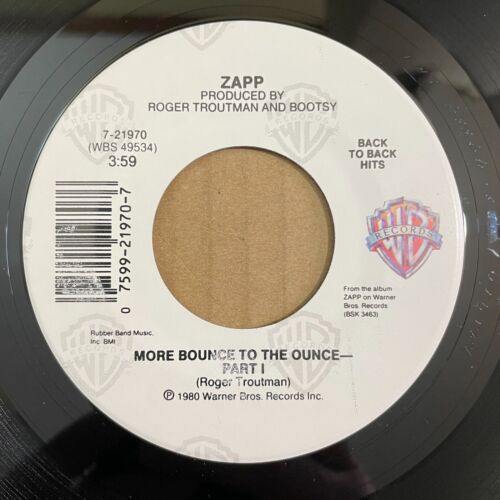 ZAPP
PRODUCED BY
ROGER TROUTMAN AND BOOTSY
7-21970
(WBS 49534)
3:59
BACK
TO BACK
HITS
0 7599-21970-7
RECORDS
From the album
ZAPP on Warner
Bros. Records
(BSK 3463)
Rubber Band Music,
Inc. BMI
MORE BOUNCE TO THE OUNCE—
PART I
(Roger Troutman)
℗ 1980 Warner Bros. Records Inc.